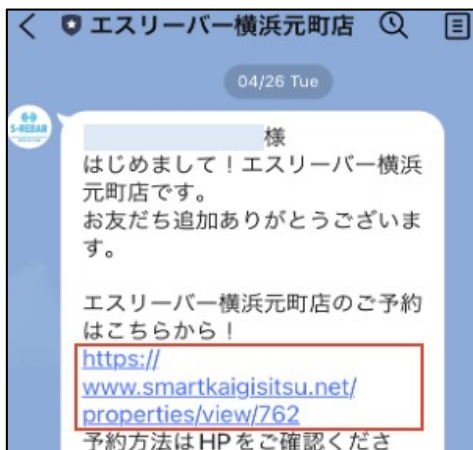 エスリーバー横浜元町店
04/26 Tue
S-REBAR
様
はじめまして！エスリーバー横浜
元町店です。
お友だち追加ありがとうございま
す。
エスリーバー横浜元町店のご予約
はこちらから！
https://
www.smartkaigisitsu.net/
properties/view/762
予約方法はHPをご確認くださ